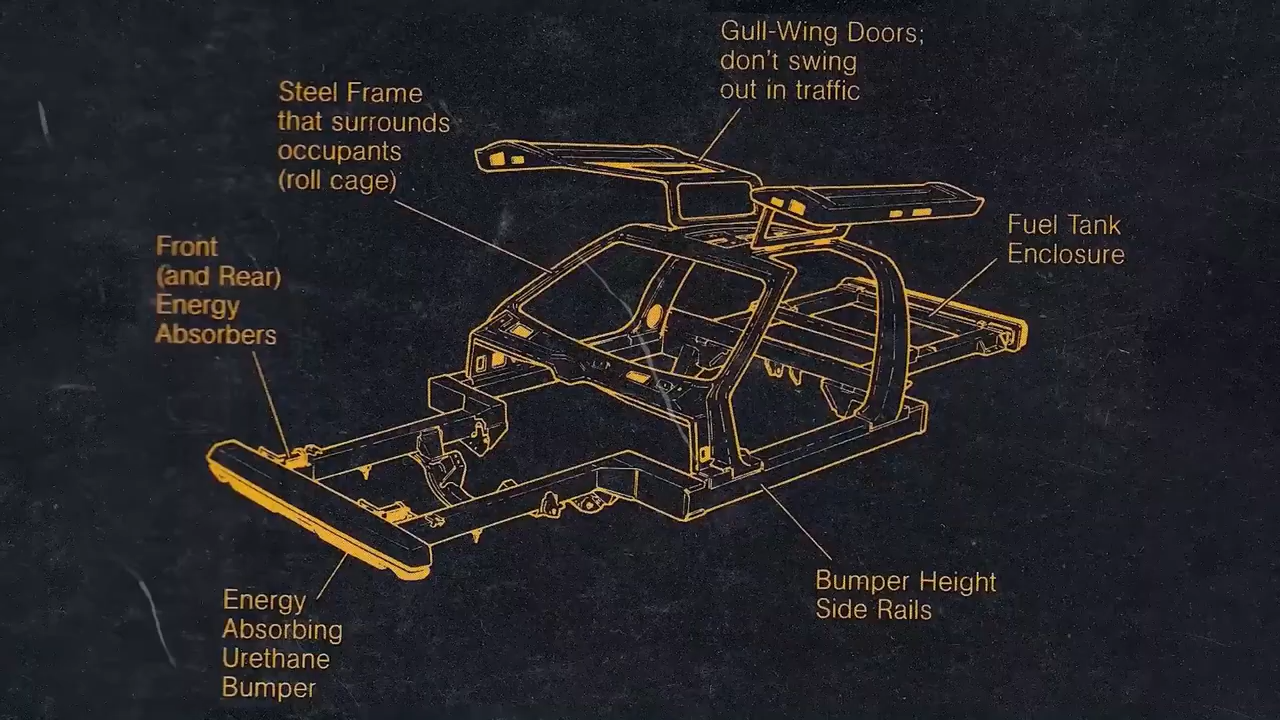 Gull-Wing Doors;
don't swing
out in traffic
Steel Frame
that surrounds
occupants
(roll cage)
Fuel Tank
Enclosure
Front
(and Rear)
Energy
Absorbers
Bumper Height
Side Rails
Energy
Absorbing
Urethane
Bumper